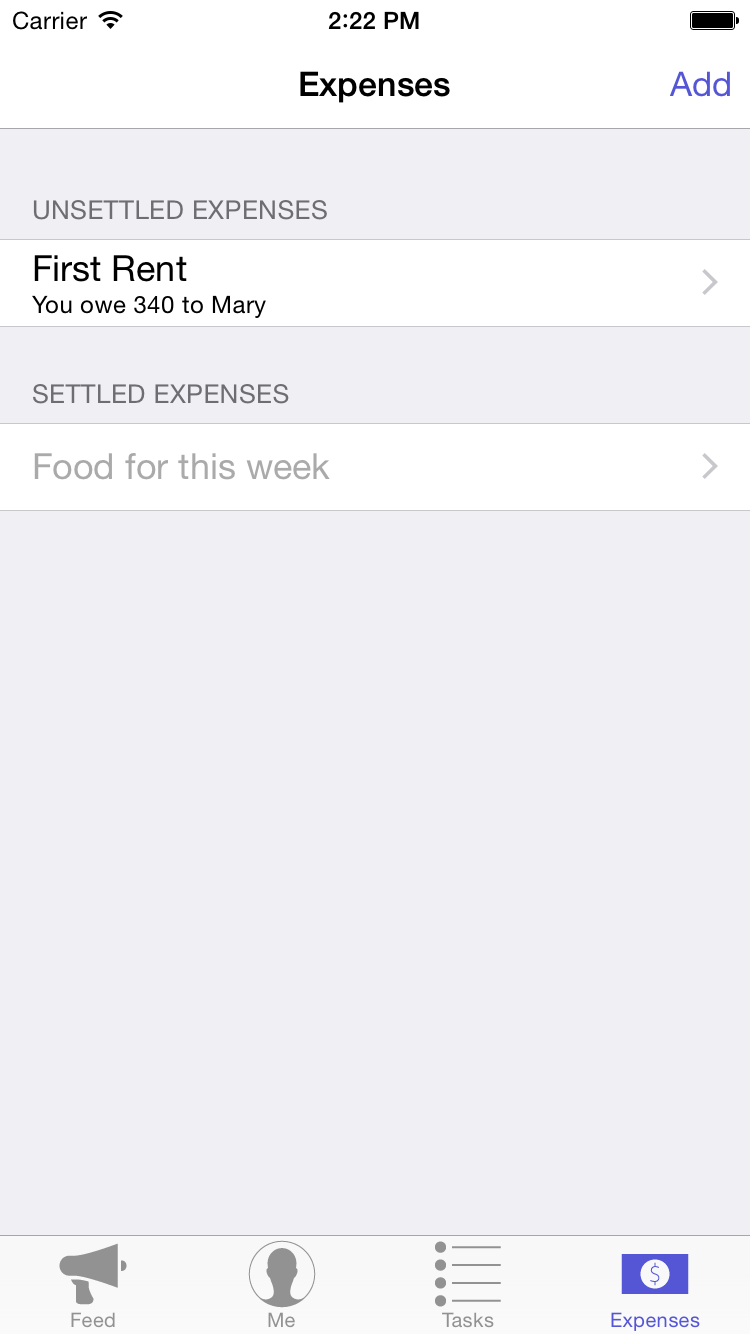 Carrier 2:22 PM
Expenses Add
UNSETTLED EXPENSES
First Rent
You owe 340 to Mary
SETTLED EXPENSES
Food for this week
$
Feed Me Tasks Expenses